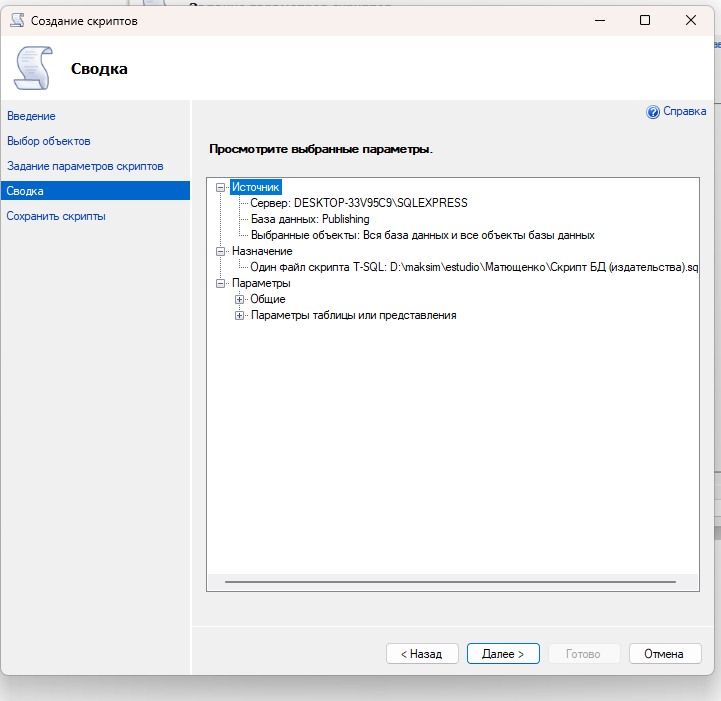 Создание скриптов
Сводка
Справка
Введение
Выбор объектов
Задание параметров скриптов
Сводка
Сохранить скрипты
Просмотрите выбранные параметры.
Источник
Сервер: DESKTOP-33V95C9\SQLEXPRESS
База данных: Publishing
Выбранные объекты: Вся база данных и все объекты базы данных
Назначение
Один файл скрипта T-SQL: D:\maksim\estudio\Матющенко\Скрипт БД (издательства).sq
Параметры
Общие
Параметры таблицы или представления
< Назад
Далее >
Готово
Отмена